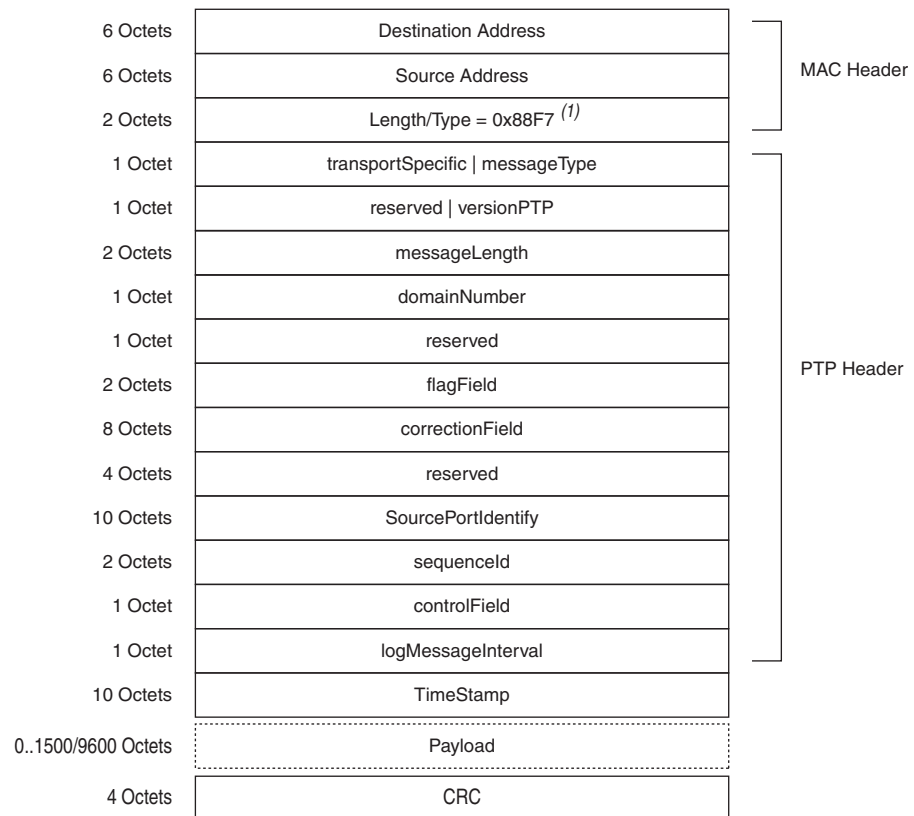 6 Octets Destination Address
6 Octets Source Address
MAC Header
2 Octets Length/Type = 0x88F7 (1)
1 Octet transportSpecific | messageType
1 Octet reserved | versionPTP
2 Octets messageLength
1 Octet domainNumber
1 Octet reserved
2 Octets flagField
PTP Header
8 Octets correctionField
4 Octets reserved
10 Octets SourcePortIdentify
2 Octets sequenceId
1 Octet controlField
1 Octet logMessageInterval
10 Octets TimeStamp
0..1500/9600 Octets Payload
4 Octets CRC